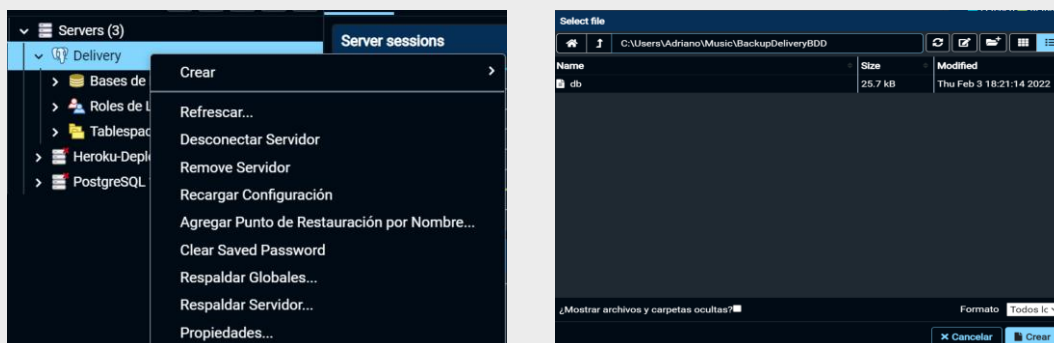 Servers (3)
Delivery
Bases de
Roles de L
Tablespac
Heroku-Depl
PostgreSQL
Server sessions
Crear
Refrescar...
Desconectar Servidor
Remove Servidor
Recargar Configuración
Agregar Punto de Restauración por Nombre...
Clear Saved Password
Respaldar Globales...
Respaldar Servidor...
Propiedades...
Select file
C:\Users\Adriano\Music\BackupDeliveryBDD
Name Size Modified
db 25.7 kB Thu Feb 3 18:21:14 2022
¿Mostrar archivos y carpetas ocultas? Formato Todos lc
Cancelar Crear